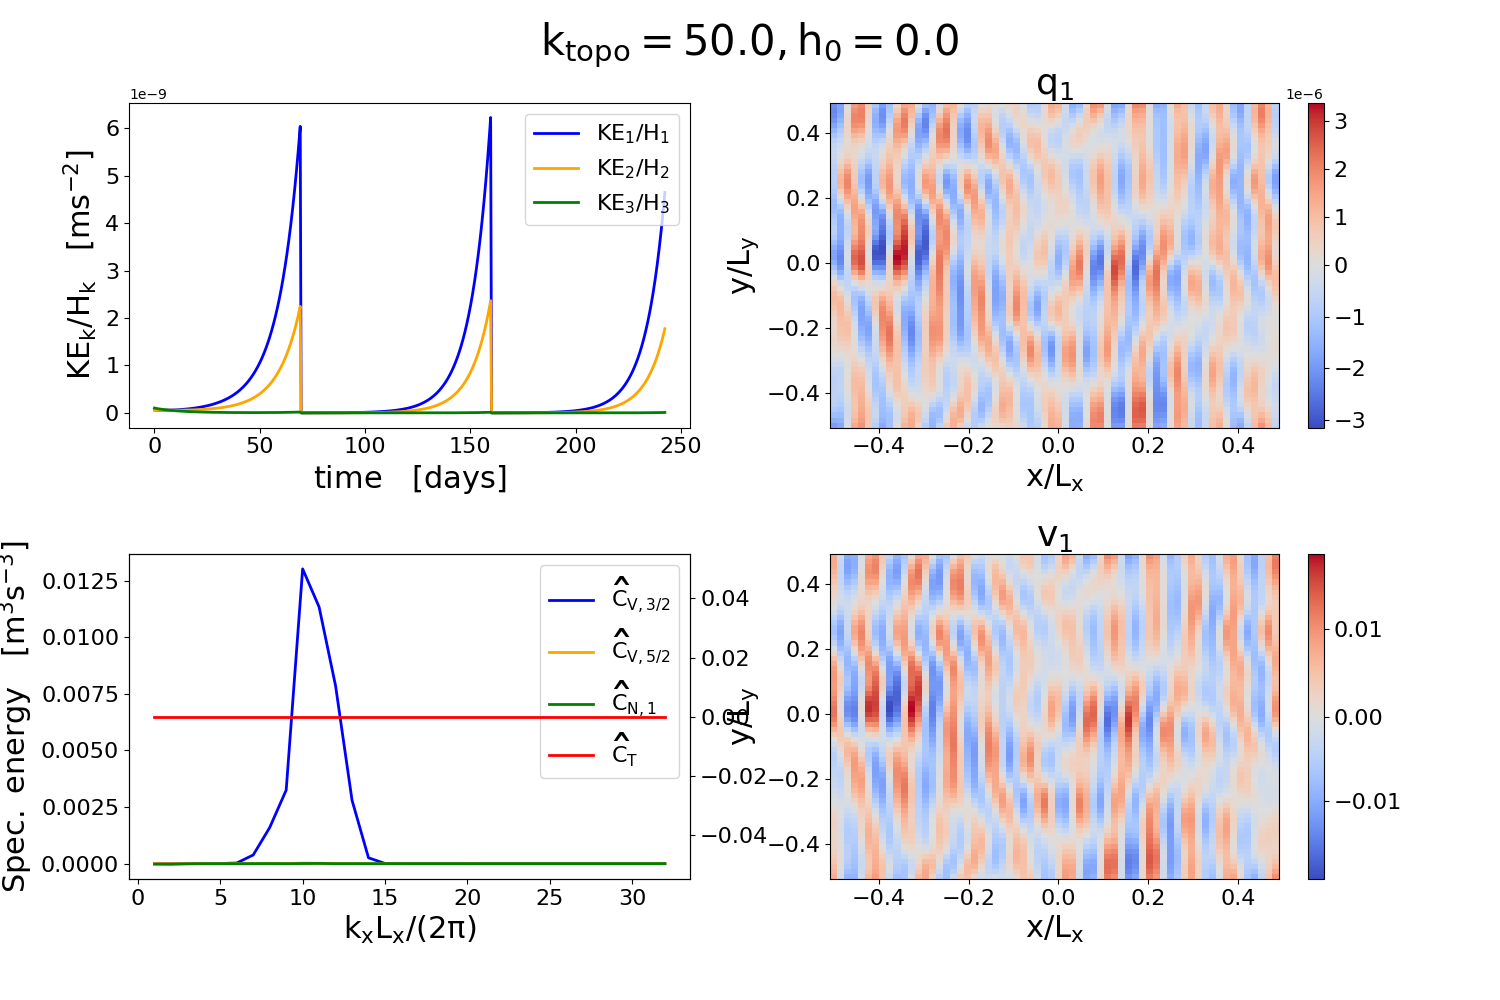 k_topo = 50.0, h_0 = 0.0
1e−9
6
5
4
3
2
1
0
KE_k/H_k [ms^−2]
KE_1/H_1
KE_2/H_2
KE_3/H_3
0 50 100 150 200 250
time [days]
q_1
1e−6
0.4
0.2
0.0
−0.2
−0.4
y/L_y
−0.4 −0.2 0.0 0.2 0.4
x/L_x
3
2
1
0
−1
−2
−3
Spec. energy [m^3s^−3]
0.0125
0.0100
0.0075
0.0050
0.0025
0.0000
Ĉ_V,3/2
Ĉ_V,5/2
Ĉ_N,1
Ĉ_T
0.04
0.02
0.00
−0.02
−0.04
0 5 10 15 20 25 30
k_xL_x/(2π)
v_1
0.4
0.2
0.0
−0.2
−0.4
y/L_y
−0.4 −0.2 0.0 0.2 0.4
x/L_x
0.01
0.00
−0.01